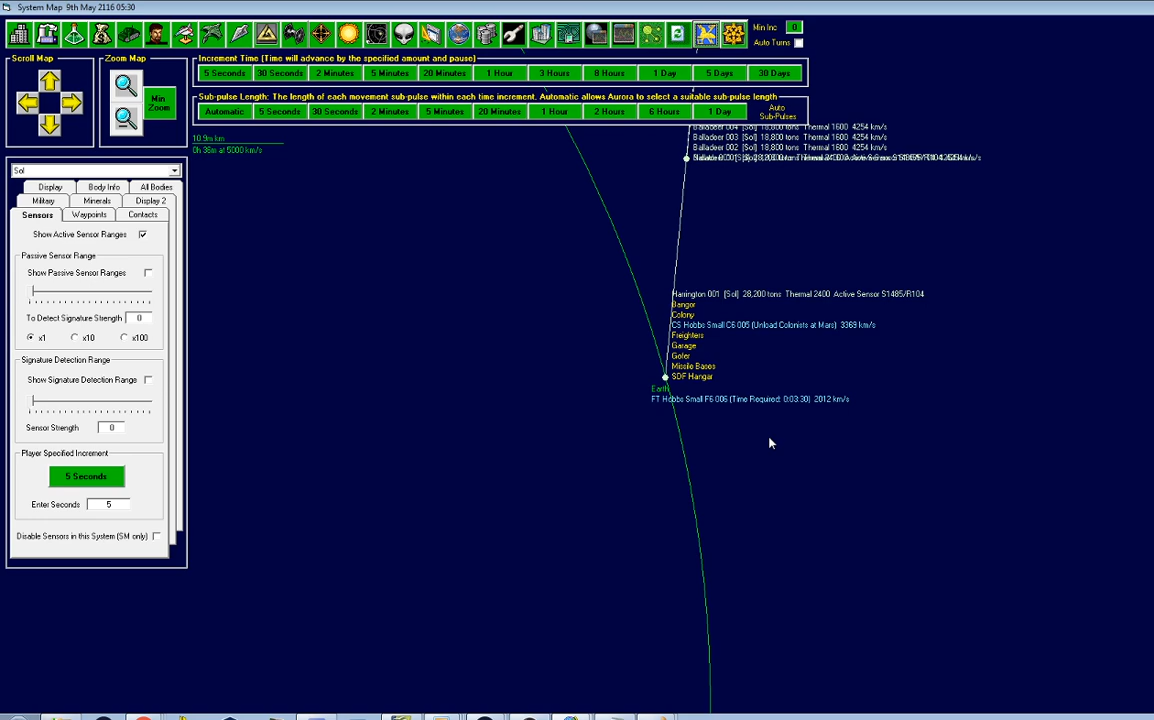 System Map 9th May 2116 05:30
Min Inc 0
Auto Turns
Scroll Map
Zoom Map
Min Zoom
Increment Time (Time will advance by the specified amount and pause)
5 Seconds 30 Seconds 2 Minutes 5 Minutes 20 Minutes 1 Hour 3 Hours 8 Hours 1 Day 5 Days 30 Days
Sub-pulse Length: The length of each movement sub-pulse within each time increment. Automatic allows Aurora to select a suitable sub-pulse length
Automatic 5 Seconds 30 Seconds 2 Minutes 5 Minutes 20 Minutes 1 Hour 2 Hours 6 Hours 1 Day Auto Sub-Pulses
10.9m km
0h 36m at 5000 km/s
Balladeer 004 [Sol] 18,800 tons Thermal 1600 4254 km/s
Balladeer 003 [Sol] 18,800 tons Thermal 1600 4254 km/s
Balladeer 002 [Sol] 18,800 tons Thermal 1600 4254 km/s
Sol
Display Body Info All Bodies
Military Minerals Display 2
Sensors Waypoints Contacts
Show Active Sensor Ranges
Passive Sensor Range
Show Passive Sensor Ranges
To Detect Signature Strength 0
x1 x10 x100
Signature Detection Range
Show Signature Detection Range
Sensor Strength 0
Player Specified Increment
5 Seconds
Enter Seconds 5
Disable Sensors in this System (SM only)
Harrington 001 [Sol] 28,200 tons Thermal 2400 Active Sensor S1485/R104
Bangor
Colony
CS Hobbs Small C6 005 (Unload Colonists at Mars) 3369 km/s
Freighters
Garage
Gofer
Missile Bases
SDF Hangar
Earth
FT Hobbs Small F6 006 (Time Required: 0:03:30) 2012 km/s